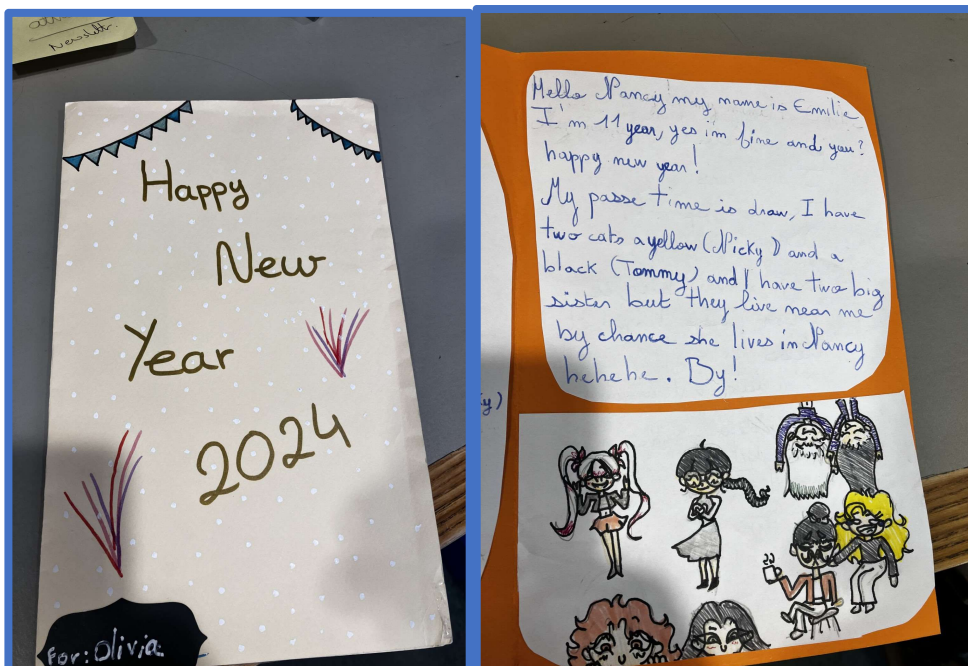 Newslett.
Happy
New
Year
2024
For: Olivia
Hello Nancy my name is Emilie
I'm 11 year, yes im fine and you?
happy new year!
My passe time is draw, I have
two cats a yellow (Nicky) and a
black (Tommy) and I have two big
sister but they live near me
by chance she lives in Nancy
hehehe. By!
y)